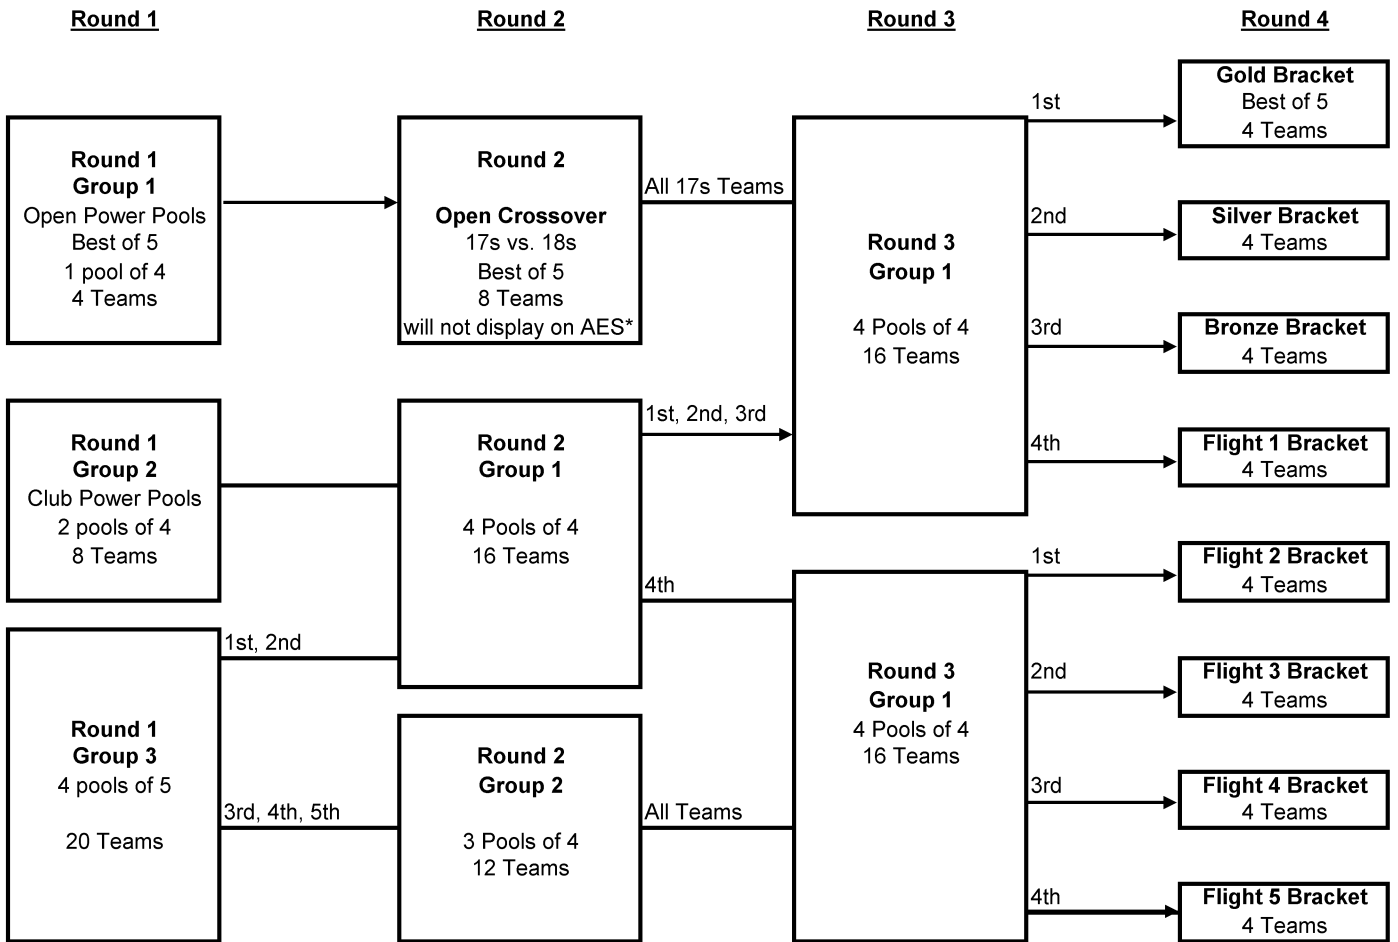 Round 1
Round 2
Round 3
Round 4
Round 1
Group 1
Open Power Pools
Best of 5
1 pool of 4
4 Teams
Round 2
Open Crossover
17s vs. 18s
Best of 5
8 Teams
will not display on AES*
All 17s Teams
Round 3
Group 1
4 Pools of 4
16 Teams
1st
Gold Bracket
Best of 5
4 Teams
2nd
Silver Bracket
4 Teams
3rd
Bronze Bracket
4 Teams
4th
Flight 1 Bracket
4 Teams
Round 1
Group 2
Club Power Pools
2 pools of 4
8 Teams
Round 2
Group 1
4 Pools of 4
16 Teams
1st, 2nd, 3rd
4th
Round 1
Group 3
4 pools of 5
20 Teams
1st, 2nd
3rd, 4th, 5th
Round 2
Group 2
3 Pools of 4
12 Teams
All Teams
Round 3
Group 1
4 Pools of 4
16 Teams
1st
Flight 2 Bracket
4 Teams
2nd
Flight 3 Bracket
4 Teams
3rd
Flight 4 Bracket
4 Teams
4th
Flight 5 Bracket
4 Teams